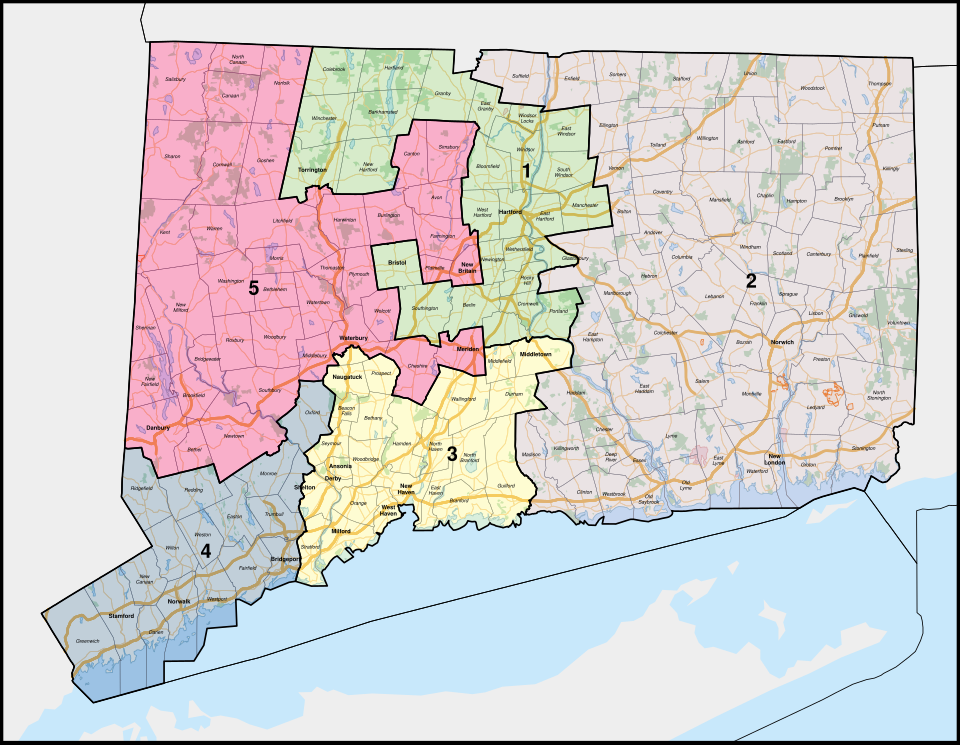 North
Canaan
Salisbury
Canaan
Norfolk
Colebrook
Hartland
Suffield
Enfield
Somers
Stafford
Union
Woodstock
Thompson
Granby
East
Granby
Windsor
Locks
East
Windsor
Ellington
Winchester
Barkhamsted
Putnam
Willington
Ashford
Eastford
Pomfret
Tolland
Canton
Simsbury
Windsor
Bloomfield
1
South
Windsor
Vernon
Killingly
Sharon
Cornwall
Goshen
Torrington
New
Hartford
Coventry
Mansfield
Chaplin
Hampton
Brooklyn
Avon
West
Hartford
Hartford
East
Hartford
Manchester
Bolton
Kent
Warren
Litchfield
Harwinton
Burlington
Farmington
Andover
Windham
Scotland
Canterbury
Plainfield
Sterling
Columbia
Wethersfield
Newington
Glastonbury
Morris
Bristol
Plainville
New
Britain
Thomaston
Plymouth
Rocky
Hill
Hebron
2
Washington
Bethlehem
5
Marlborough
Lebanon
Franklin
Sprague
Lisbon
Griswold
Voluntown
New
Milford
Watertown
Wolcott
Southington
Berlin
Cromwell
Portland
Sherman
Roxbury
Woodbury
Waterbury
Middlebury
Meriden
Middletown
East
Hampton
Colchester
Bozrah
Norwich
Preston
Bridgewater
Cheshire
Middlefield
Naugatuck
Prospect
New
Fairfield
Brookfield
Southbury
Wallingford
Durham
Haddam
East
Haddam
Salem
Montville
Ledyard
North
Stonington
Oxford
Beacon
Falls
Bethany
Danbury
Newtown
Bethel
Seymour
Hamden
North
Haven
3
North
Branford
Madison
Killingworth
Chester
Deep
River
Essex
Lyme
East
Lyme
Waterford
New
London
Groton
Stonington
Woodbridge
Ansonia
Derby
Monroe
Shelton
Ridgefield
Redding
New
Haven
East
Haven
Branford
Guilford
Clinton
Westbrook
Old
Saybrook
Old
Lyme
Orange
West
Haven
Easton
Trumbull
Milford
Weston
Wilton
4
Stratford
Bridgeport
Fairfield
New
Canaan
Norwalk
Westport
Stamford
Darien
Greenwich